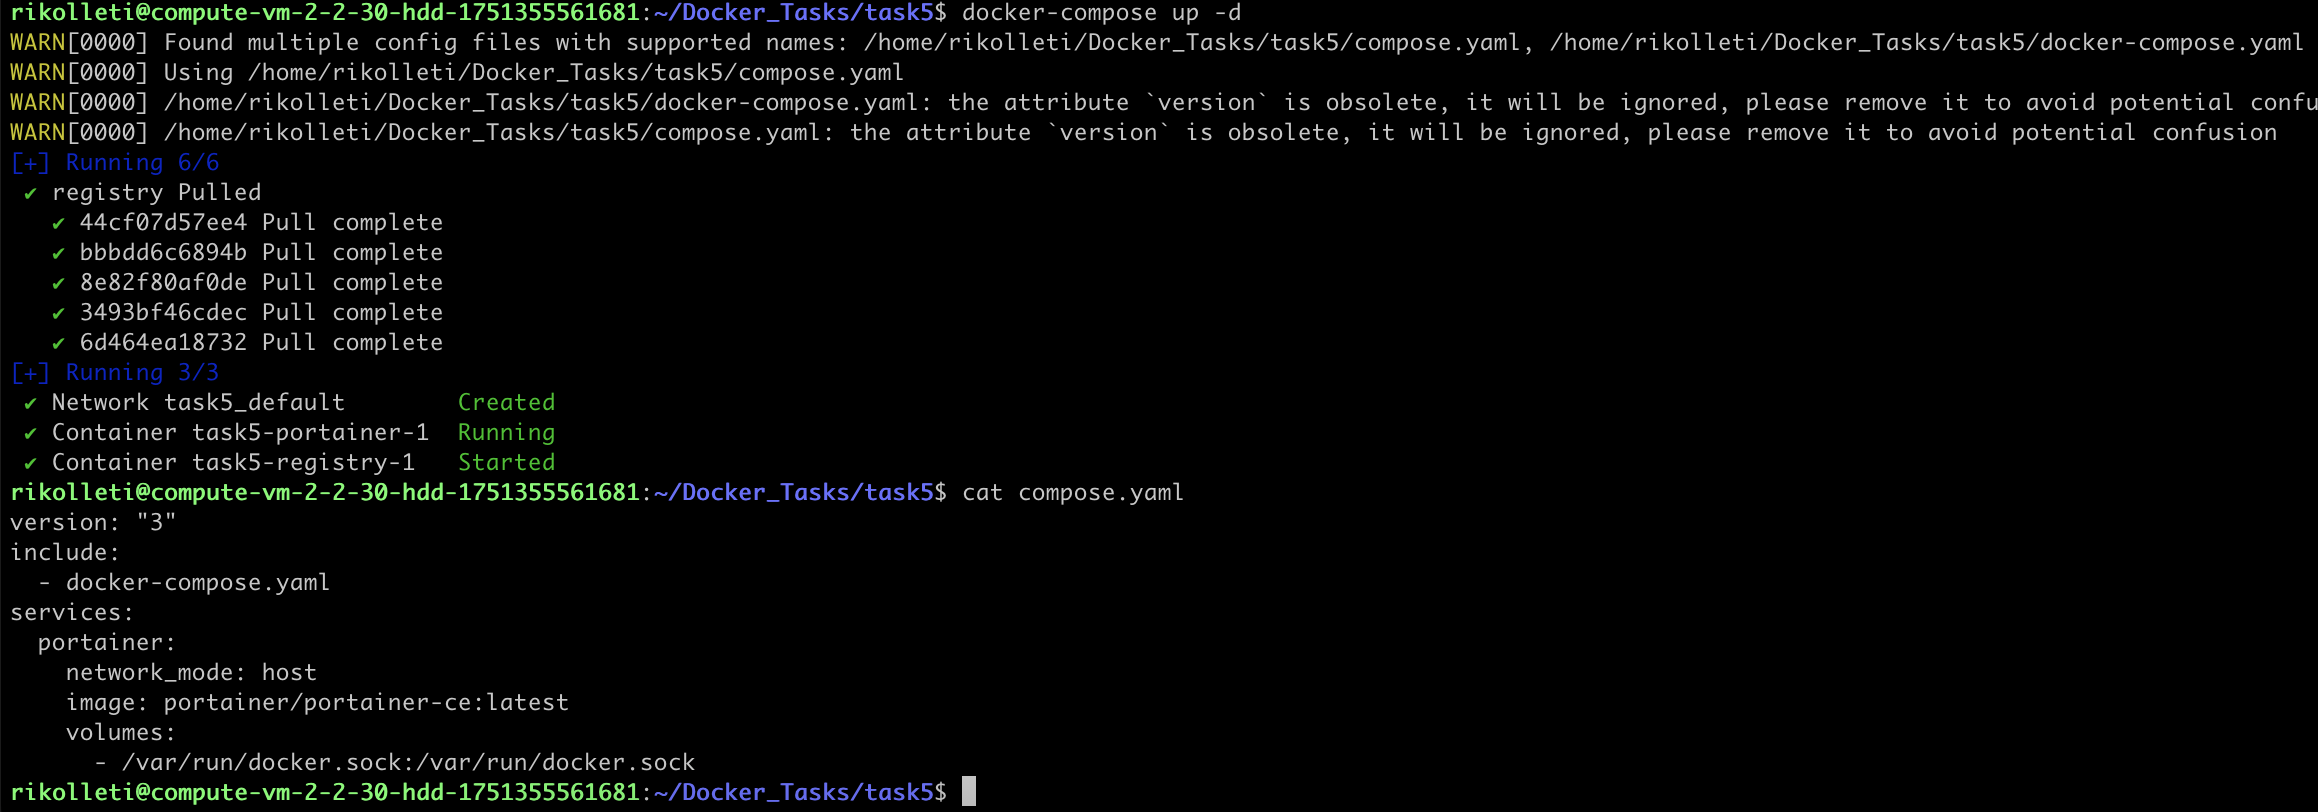 rikolleti@compute-vm-2-2-30-hdd-1751355561681:~/Docker_Tasks/task5$ docker-compose up -d
WARN[0000] Found multiple config files with supported names: /home/rikolleti/Docker_Tasks/task5/compose.yaml, /home/rikolleti/Docker_Tasks/task5/docker-compose.yaml
WARN[0000] Using /home/rikolleti/Docker_Tasks/task5/compose.yaml
WARN[0000] /home/rikolleti/Docker_Tasks/task5/docker-compose.yaml: the attribute `version` is obsolete, it will be ignored, please remove it to avoid potential confu
WARN[0000] /home/rikolleti/Docker_Tasks/task5/compose.yaml: the attribute `version` is obsolete, it will be ignored, please remove it to avoid potential confusion
[+] Running 6/6
 ✔ registry Pulled
   ✔ 44cf07d57ee4 Pull complete
   ✔ bbbdd6c6894b Pull complete
   ✔ 8e82f80af0de Pull complete
   ✔ 3493bf46cdec Pull complete
   ✔ 6d464ea18732 Pull complete
[+] Running 3/3
 ✔ Network task5_default        Created
 ✔ Container task5-portainer-1  Running
 ✔ Container task5-registry-1   Started
rikolleti@compute-vm-2-2-30-hdd-1751355561681:~/Docker_Tasks/task5$ cat compose.yaml
version: "3"
include:
  - docker-compose.yaml
services:
  portainer:
    network_mode: host
    image: portainer/portainer-ce:latest
    volumes:
      - /var/run/docker.sock:/var/run/docker.sock
rikolleti@compute-vm-2-2-30-hdd-1751355561681:~/Docker_Tasks/task5$